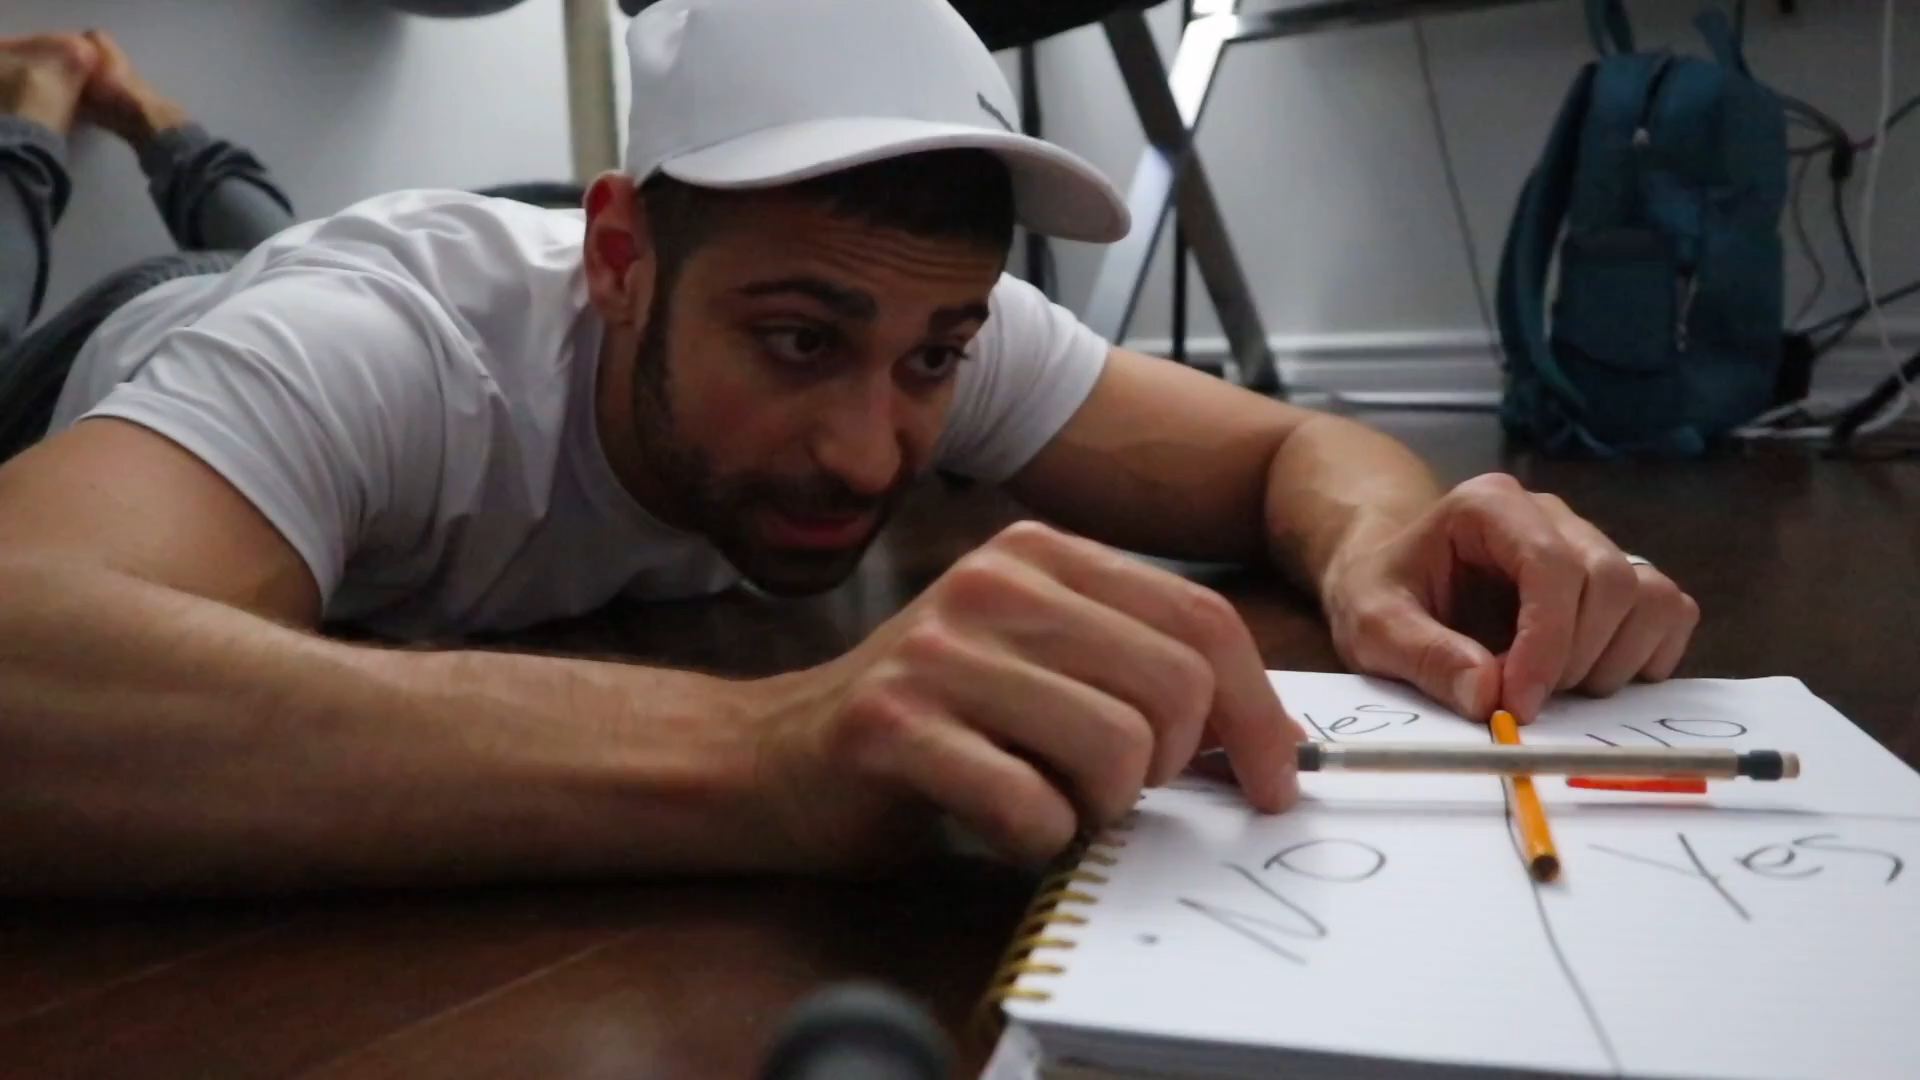 Yes NO
NO Yes